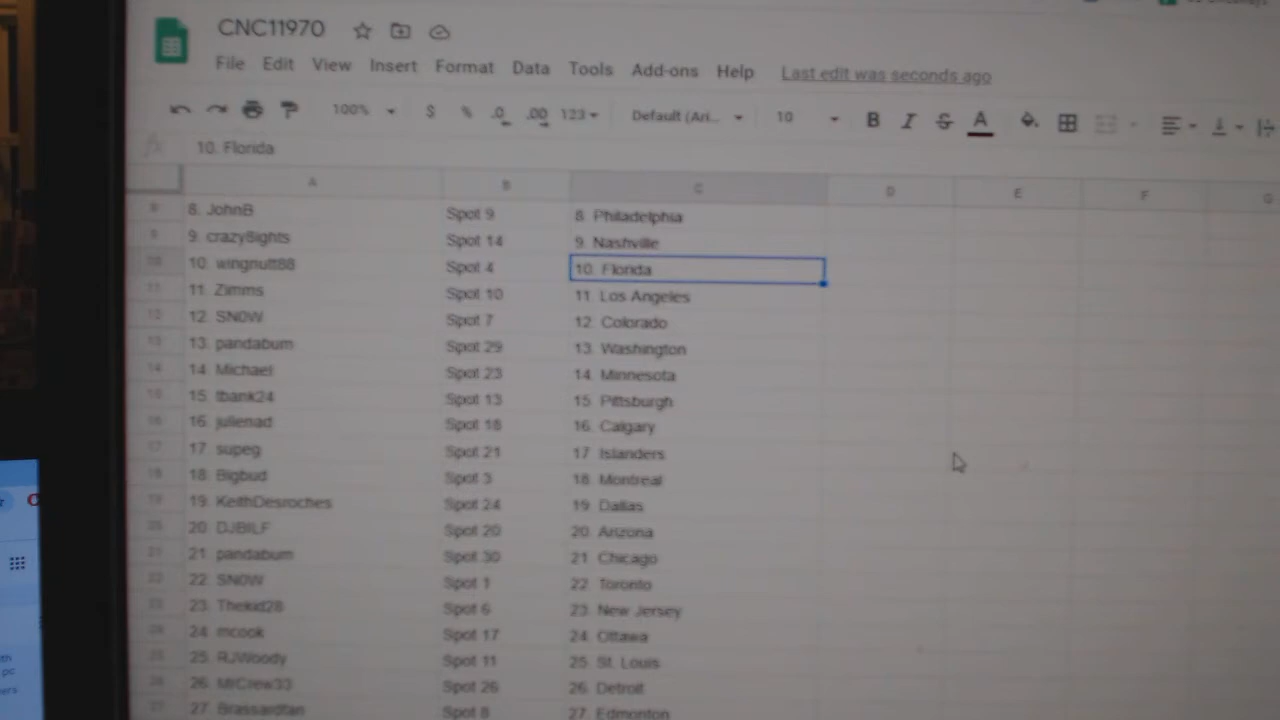 CNC11970
File Edit View Insert Format Data Tools Add-ons Help Last edit was seconds ago
100% $ % .0 .00 123 Default (Ari... 10 B I S A
fx 10. Florida
A B C D E F G
8. JohnB Spot 9 8. Philadelphia
9. crazy8ights Spot 14 9. Nashville
10. wingnutt88 Spot 4 10. Florida
11. Zimms Spot 10 11. Los Angeles
12. SN0W Spot 7 12. Colorado
13. pandabum Spot 29 13. Washington
14. Michael Spot 23 14. Minnesota
15. tbank24 Spot 13 15. Pittsburgh
16. julienad Spot 18 16. Calgary
17. supeg Spot 21 17. Islanders
18. Bigbud Spot 3 18. Montreal
19. KeithDesroches Spot 24 19. Dallas
20. DJBILF Spot 20 20. Arizona
21. pandabum Spot 30 21. Chicago
22. SN0W Spot 1 22. Toronto
23. Thekid28 Spot 6 23. New Jersey
24. mcook Spot 17 24. Ottawa
25. RJWoody Spot 11 25. St. Louis
26. MrCrew33 Spot 26 26. Detroit
27. Brassardfan Spot 8 27. Edmonton